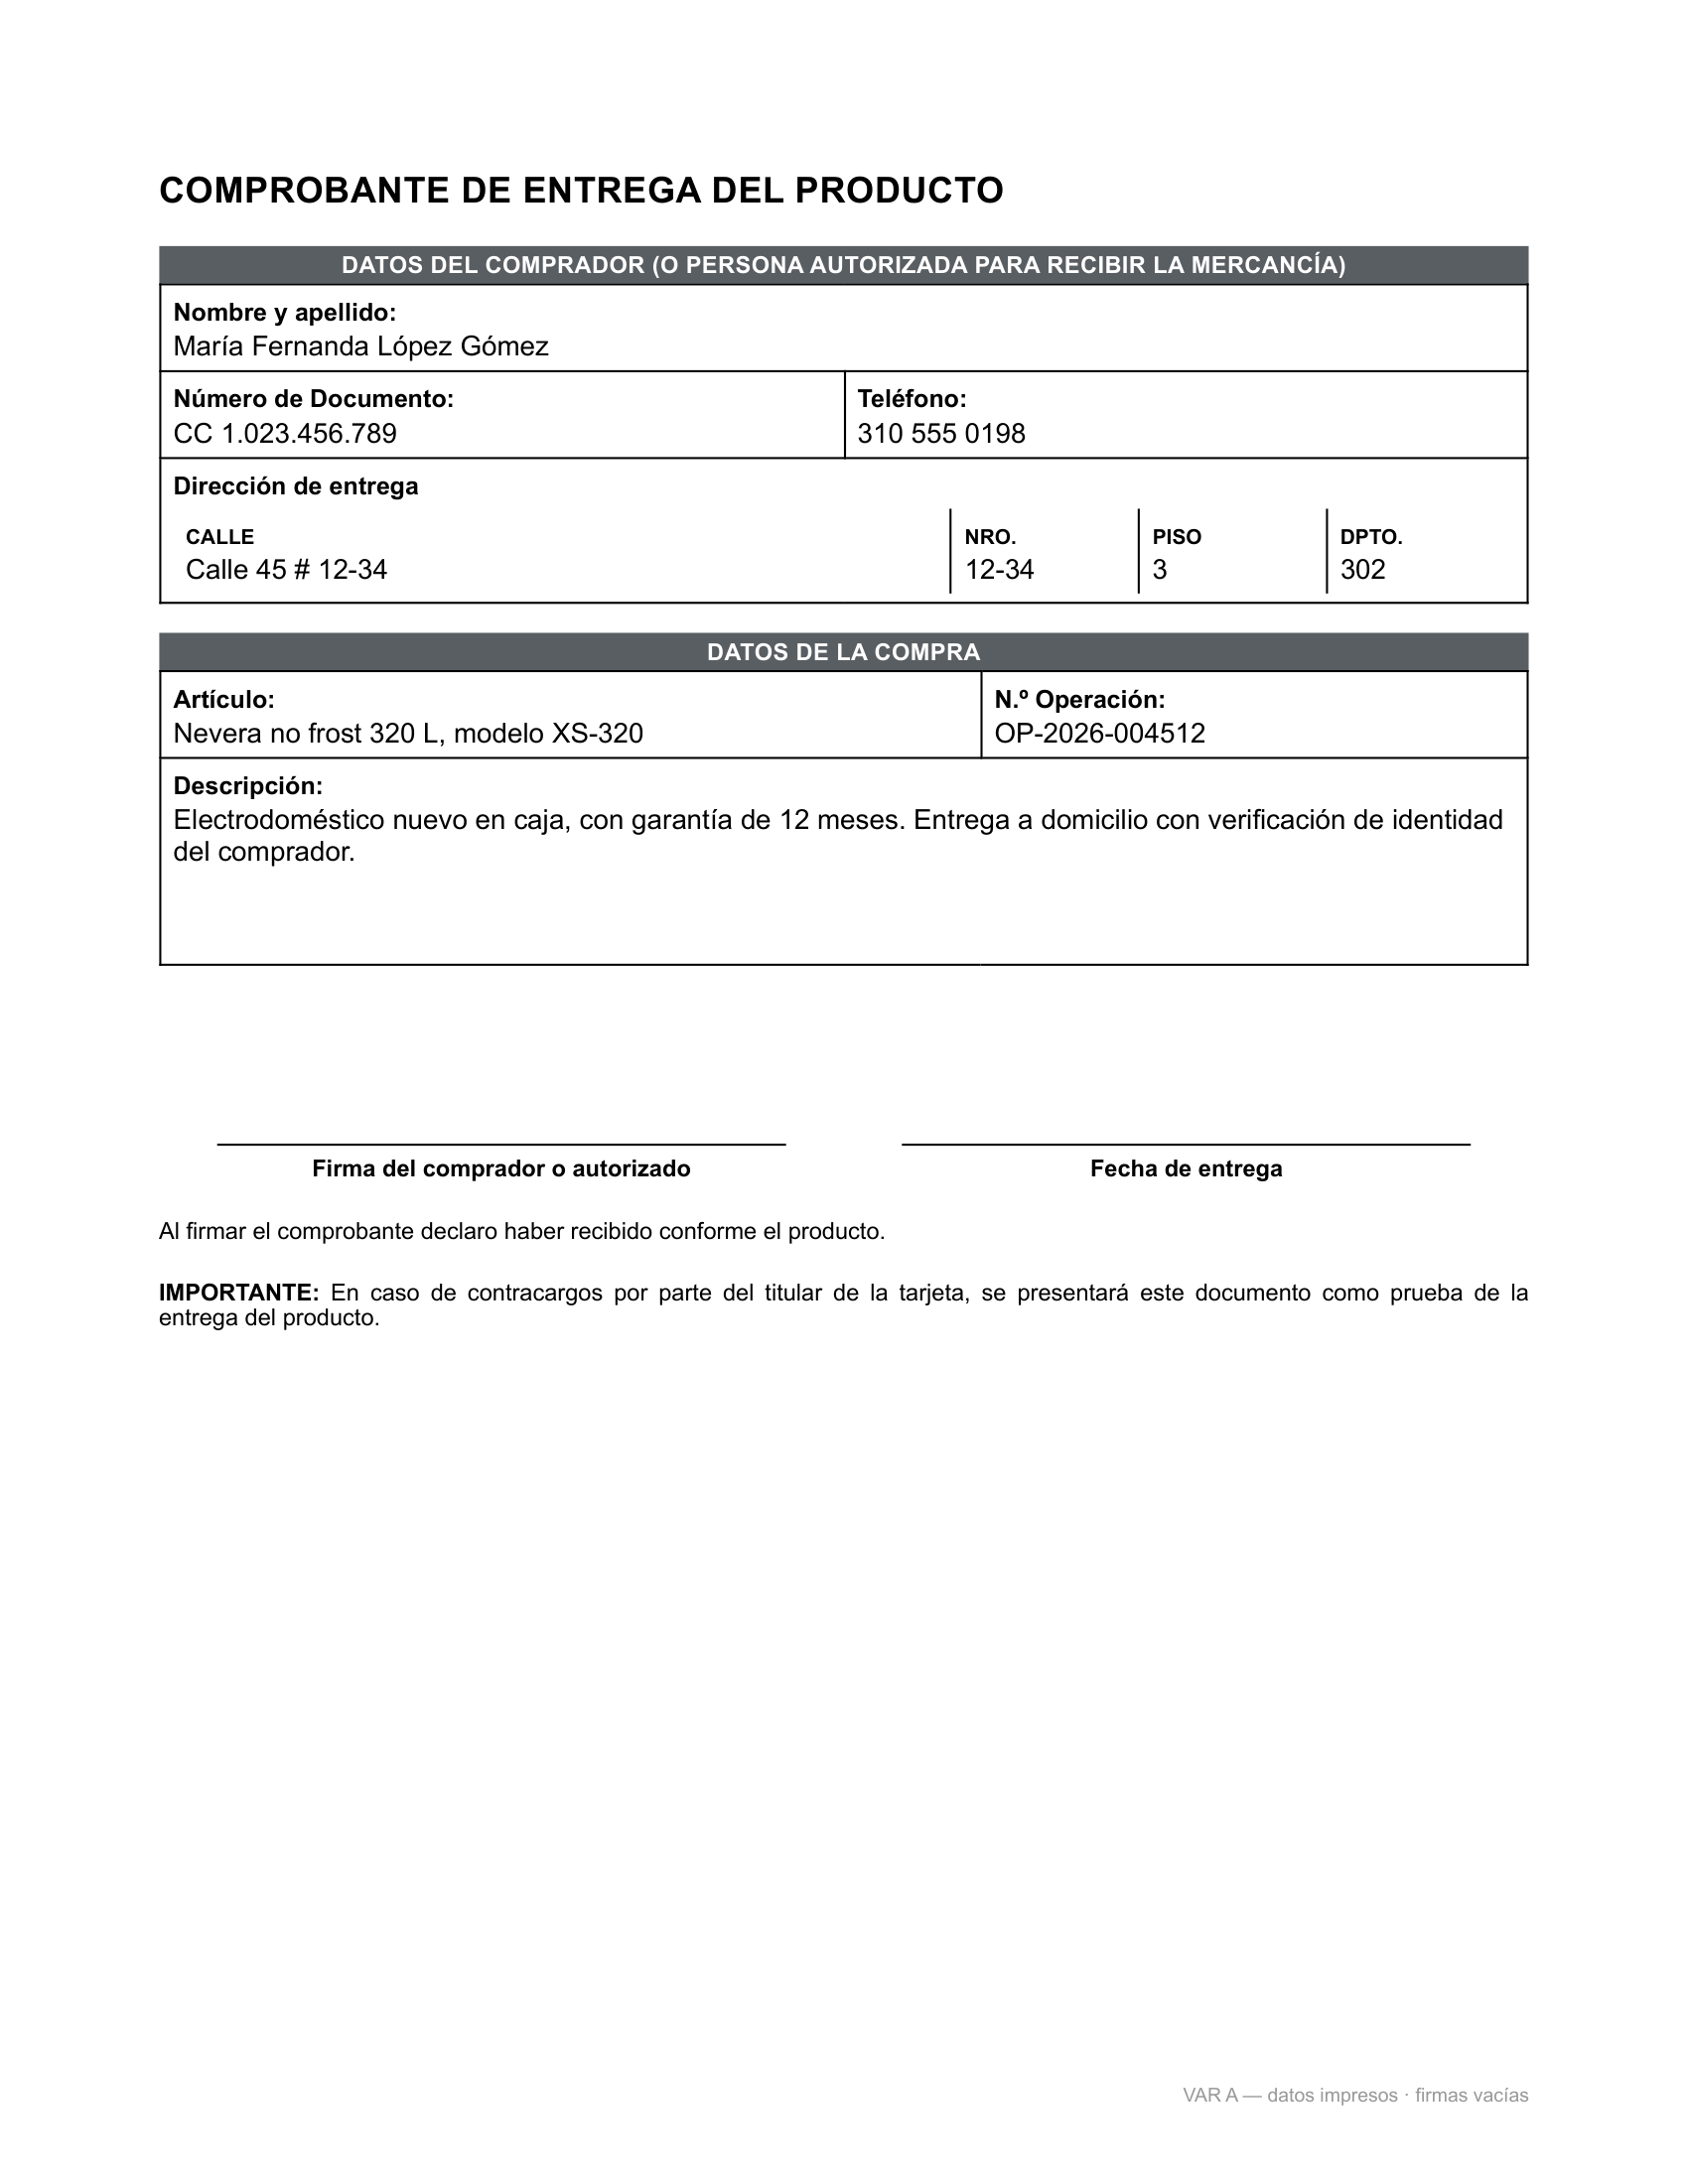 COMPROBANTE DE ENTREGA DEL PRODUCTO
DATOS DEL COMPRADOR (O PERSONA AUTORIZADA PARA RECIBIR LA MERCANCÍA)
Nombre y apellido:
María Fernanda López Gómez
Número de Documento:
CC 1.023.456.789
Teléfono:
310 555 0198
Dirección de entrega
CALLE
Calle 45 # 12-34
NRO.
12-34
PISO
3
DPTO.
302
DATOS DE LA COMPRA
Artículo:
Nevera no frost 320 L, modelo XS-320
N.º Operación:
OP-2026-004512
Descripción:
Electrodoméstico nuevo en caja, con garantía de 12 meses. Entrega a domicilio con verificación de identidad
del comprador.
Firma del comprador o autorizado
Fecha de entrega
Al firmar el comprobante declaro haber recibido conforme el producto.
IMPORTANTE: En caso de contracargos por parte del titular de la tarjeta, se presentará este documento como prueba de la
entrega del producto.
VAR A — datos impresos · firmas vacías